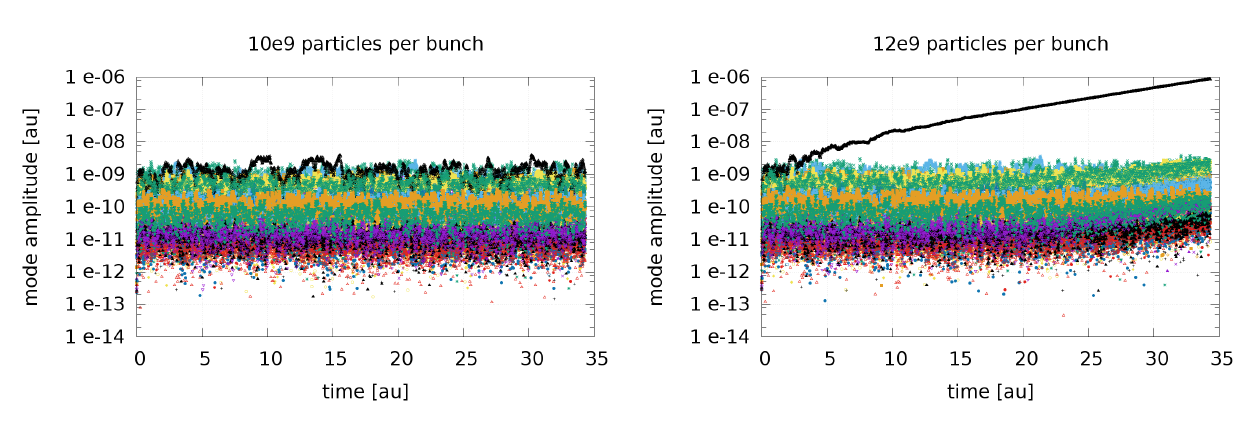 10e9 particles per bunch
mode amplitude [au]
1 e-06
1 e-07
1 e-08
1 e-09
1 e-10
1 e-11
1 e-12
1 e-13
1 e-14
0 5 10 15 20 25 30 35
time [au]
12e9 particles per bunch
mode amplitude [au]
1 e-06
1 e-07
1 e-08
1 e-09
1 e-10
1 e-11
1 e-12
1 e-13
1 e-14
0 5 10 15 20 25 30 35
time [au]